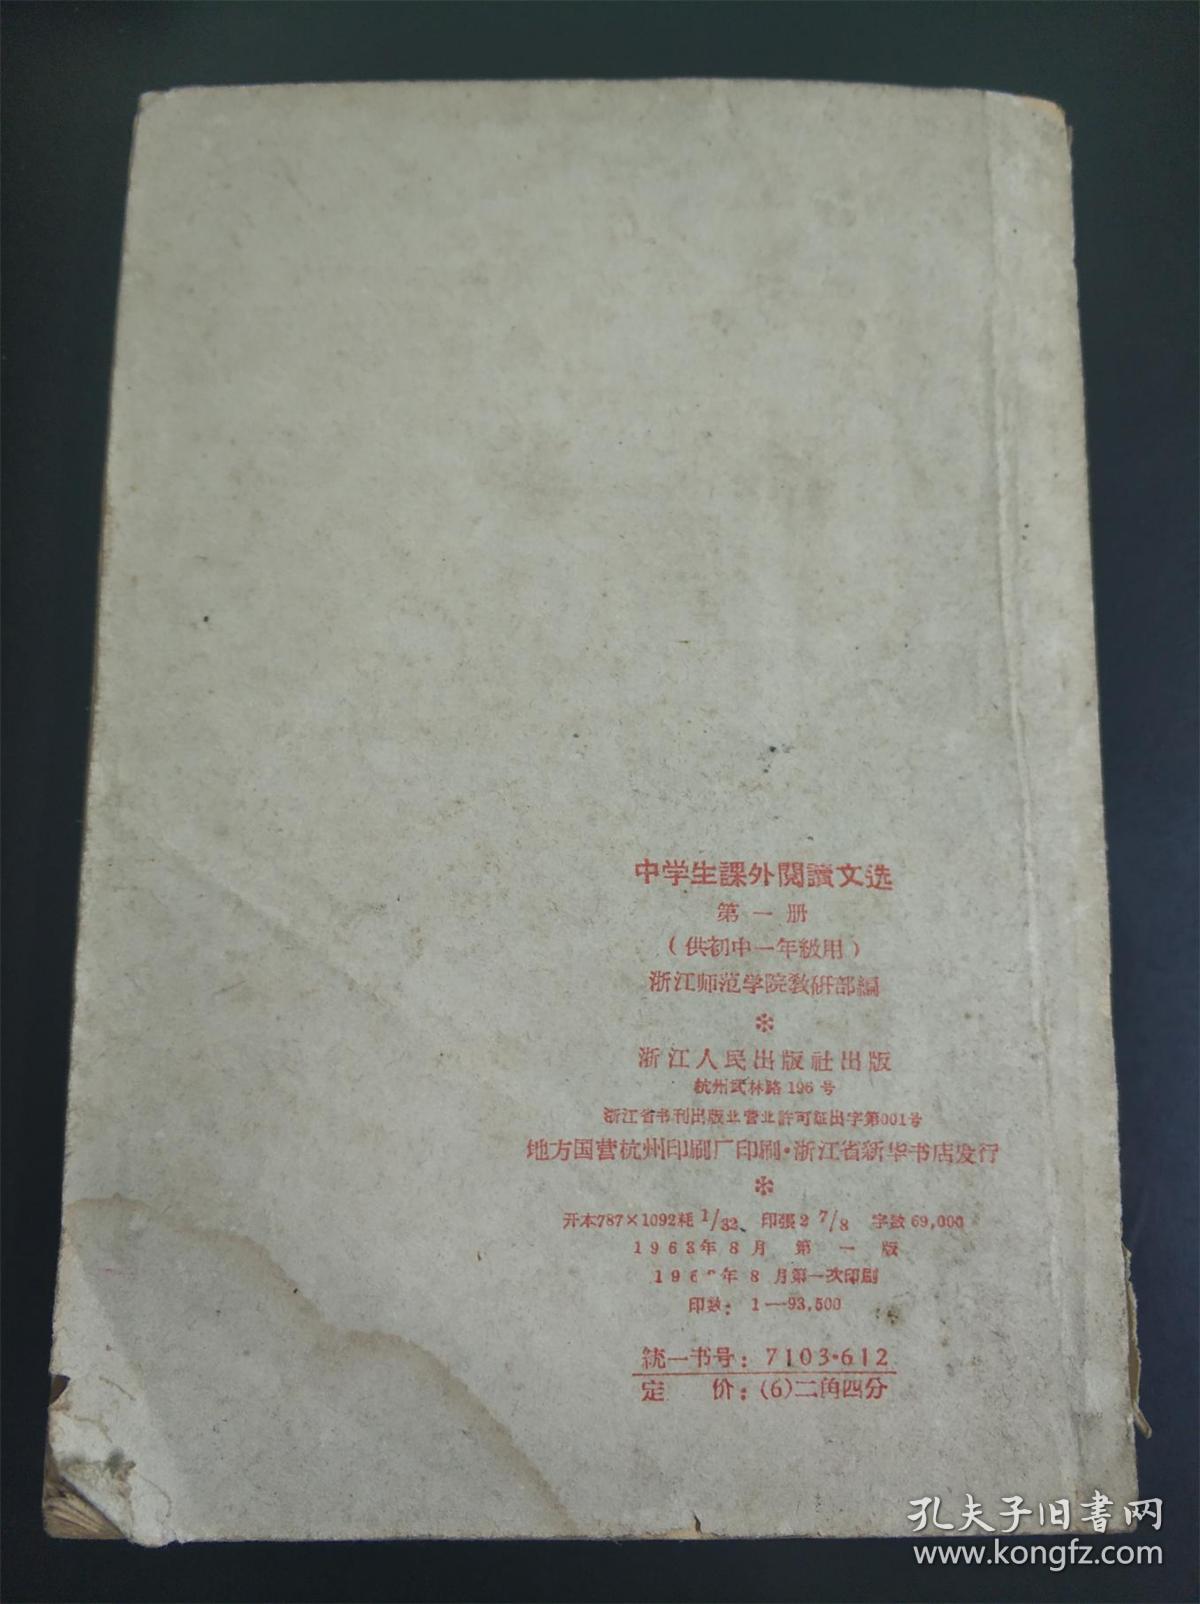 中学生課外閱讀文选
第一册
（供初中一年級用）
浙江师范学院教研部編
浙江人民出版社出版
杭州武林路196号
浙江省书刊出版业营业許可証出字第001号
地方国营杭州印刷厂印刷·浙江省新华书店发行
开本787×1092耗 1/32、印張2 7/8 字数69,000
1963年8月第一版
年8月第一次印刷
印数：1—93,500
統一书号：7103·612
定价：(6)二角四分
孔夫子旧書网
www.kongfz.com